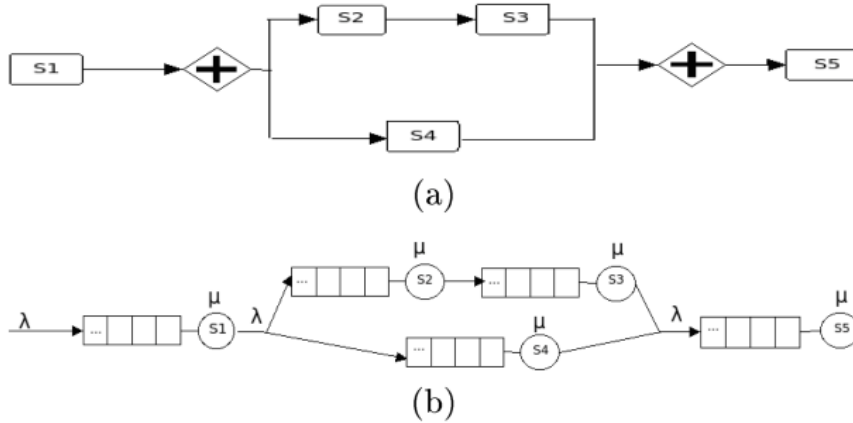 S2 S3
S1 S5
S4
(a)
μ μ
... S2 ... S3
μ μ
λ ... S1 λ μ λ ... S5
... S4
(b)